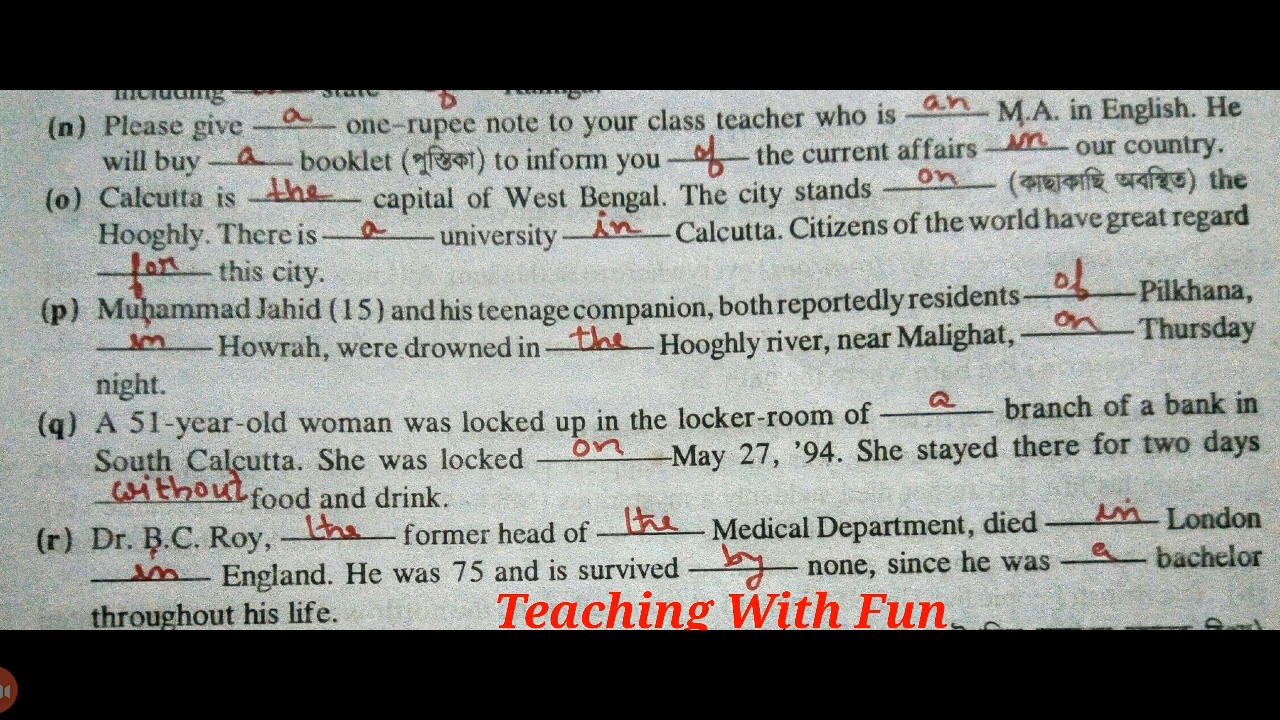 including state of Kalinga.
(n) Please give a one-rupee note to your class teacher who is an M.A. in English. He
will buy a booklet (পুস্তিকা) to inform you of the current affairs in our country.
(o) Calcutta is the capital of West Bengal. The city stands on (কাছাকাছি অবস্থিত) the
Hooghly. There is a university in Calcutta. Citizens of the world have great regard
for this city.
(p) Muhammad Jahid (15) and his teenage companion, both reportedly residents of Pilkhana,
in Howrah, were drowned in the Hooghly river, near Malighat, on Thursday
night.
(q) A 51-year-old woman was locked up in the locker-room of a branch of a bank in
South Calcutta. She was locked on May 27, '94. She stayed there for two days
without food and drink.
(r) Dr. B.C. Roy, the former head of the Medical Department, died in London
in England. He was 75 and is survived by none, since he was a bachelor
throughout his life.
Teaching With Fun